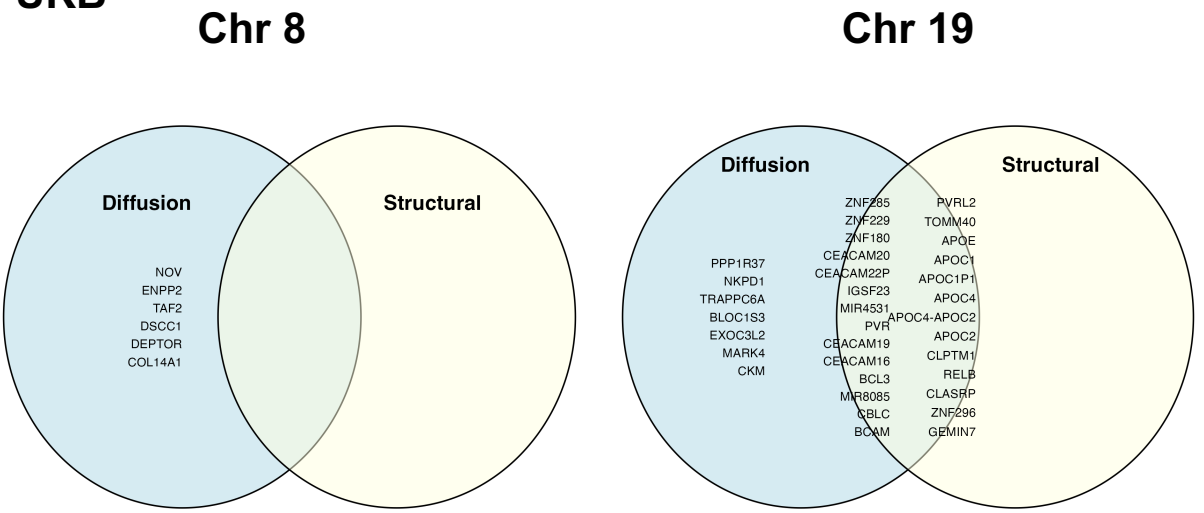 Chr 8
Chr 19
Diffusion
Structural
NOV
ENPP2
TAF2
DSCC1
DEPTOR
COL14A1
Diffusion
Structural
PPP1R37
NKPD1
TRAPPC6A
BLOC1S3
EXOC3L2
MARK4
CKM
ZNF285
ZNF229
ZNF180
CEACAM20
CEACAM22P
IGSF23
MIR4531
PVR
CEACAM19
CEACAM16
BCL3
MIR8085
CBLC
BCAM
PVRL2
TOMM40
APOE
APOC1
APOC1P1
APOC4
APOC4-APOC2
APOC2
CLPTM1
RELB
CLASRP
ZNF296
GEMIN7